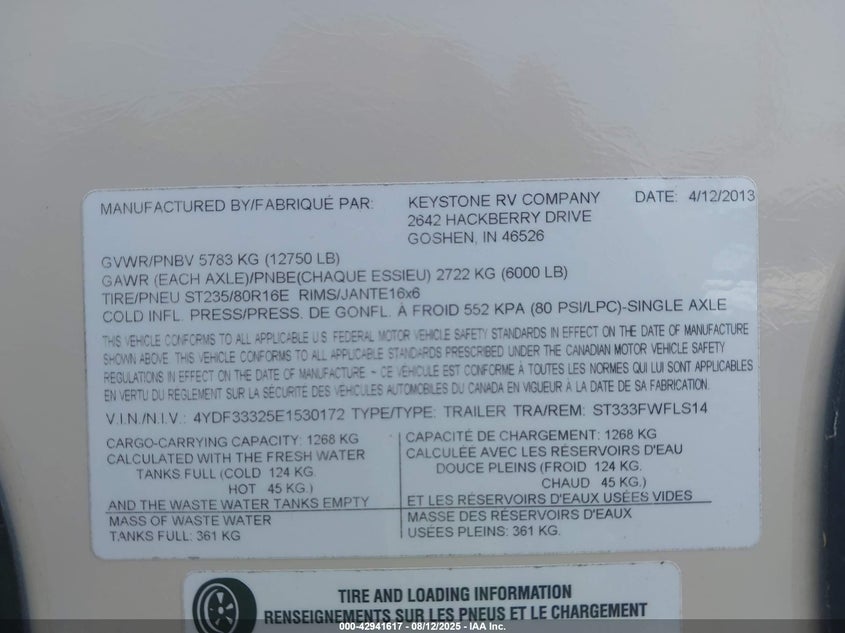 MANUFACTURED BY/FABRIQUÉ PAR: KEYSTONE RV COMPANY DATE: 4/12/2013
2642 HACKBERRY DRIVE
GOSHEN, IN 46526
GVWR/PNBV 5783 KG (12750 LB)
GAWR (EACH AXLE)/PNBE(CHAQUE ESSIEU) 2722 KG (6000 LB)
TIRE/PNEU ST235/80R16E RIMS/JANTE16x6
COLD INFL. PRESS/PRESS. DE GONFL. À FROID 552 KPA (80 PSI/LPC)-SINGLE AXLE
THIS VEHICLE CONFORMS TO ALL APPLICABLE U.S. FEDERAL MOTOR VEHICLE SAFETY STANDARDS IN EFFECT ON THE DATE OF MANUFACTURE
SHOWN ABOVE. THIS VEHICLE CONFORMS TO ALL APPLICABLE STANDARDS PRESCRIBED UNDER THE CANADIAN MOTOR VEHICLE SAFETY
REGULATIONS IN EFFECT ON THE DATE OF MANUFACTURE - CE VEHICULE EST CONFORME À TOUTES LES NORMES QUI LUI SONT APPLICABLES
EN VERTU DU REGLEMENT SUR LA SÉCURITÉ DES VÉHICULES AUTOMOBILES DU CANADA EN VIGUEUR À LA DATE DE SA FABRICATION.
V.I.N./N.I.V.: 4YDF33325E1530172 TYPE/TYPE: TRAILER TRA/REM: ST333FWFLS14
CARGO-CARRYING CAPACITY: 1268 KG
CALCULATED WITH THE FRESH WATER
TANKS FULL (COLD 124 KG.
HOT 45 KG.)
AND THE WASTE WATER TANKS EMPTY
MASS OF WASTE WATER
TANKS FULL: 361 KG
CAPACITÉ DE CHARGEMENT: 1268 KG
CALCULÉE AVEC LES RÉSERVOIRS D'EAU
DOUCE PLEINS (FROID 124 KG.
CHAUD 45 KG.)
ET LES RÉSERVOIRS D'EAUX USÉES VIDES
MASSE DES RÉSERVOIRS D'EAUX
USÉES PLEINS: 361 KG.
TIRE AND LOADING INFORMATION
RENSEIGNEMENTS SUR LES PNEUS ET LE CHARGEMENT
000-42941617 - 08/12/2025 - IAA Inc.